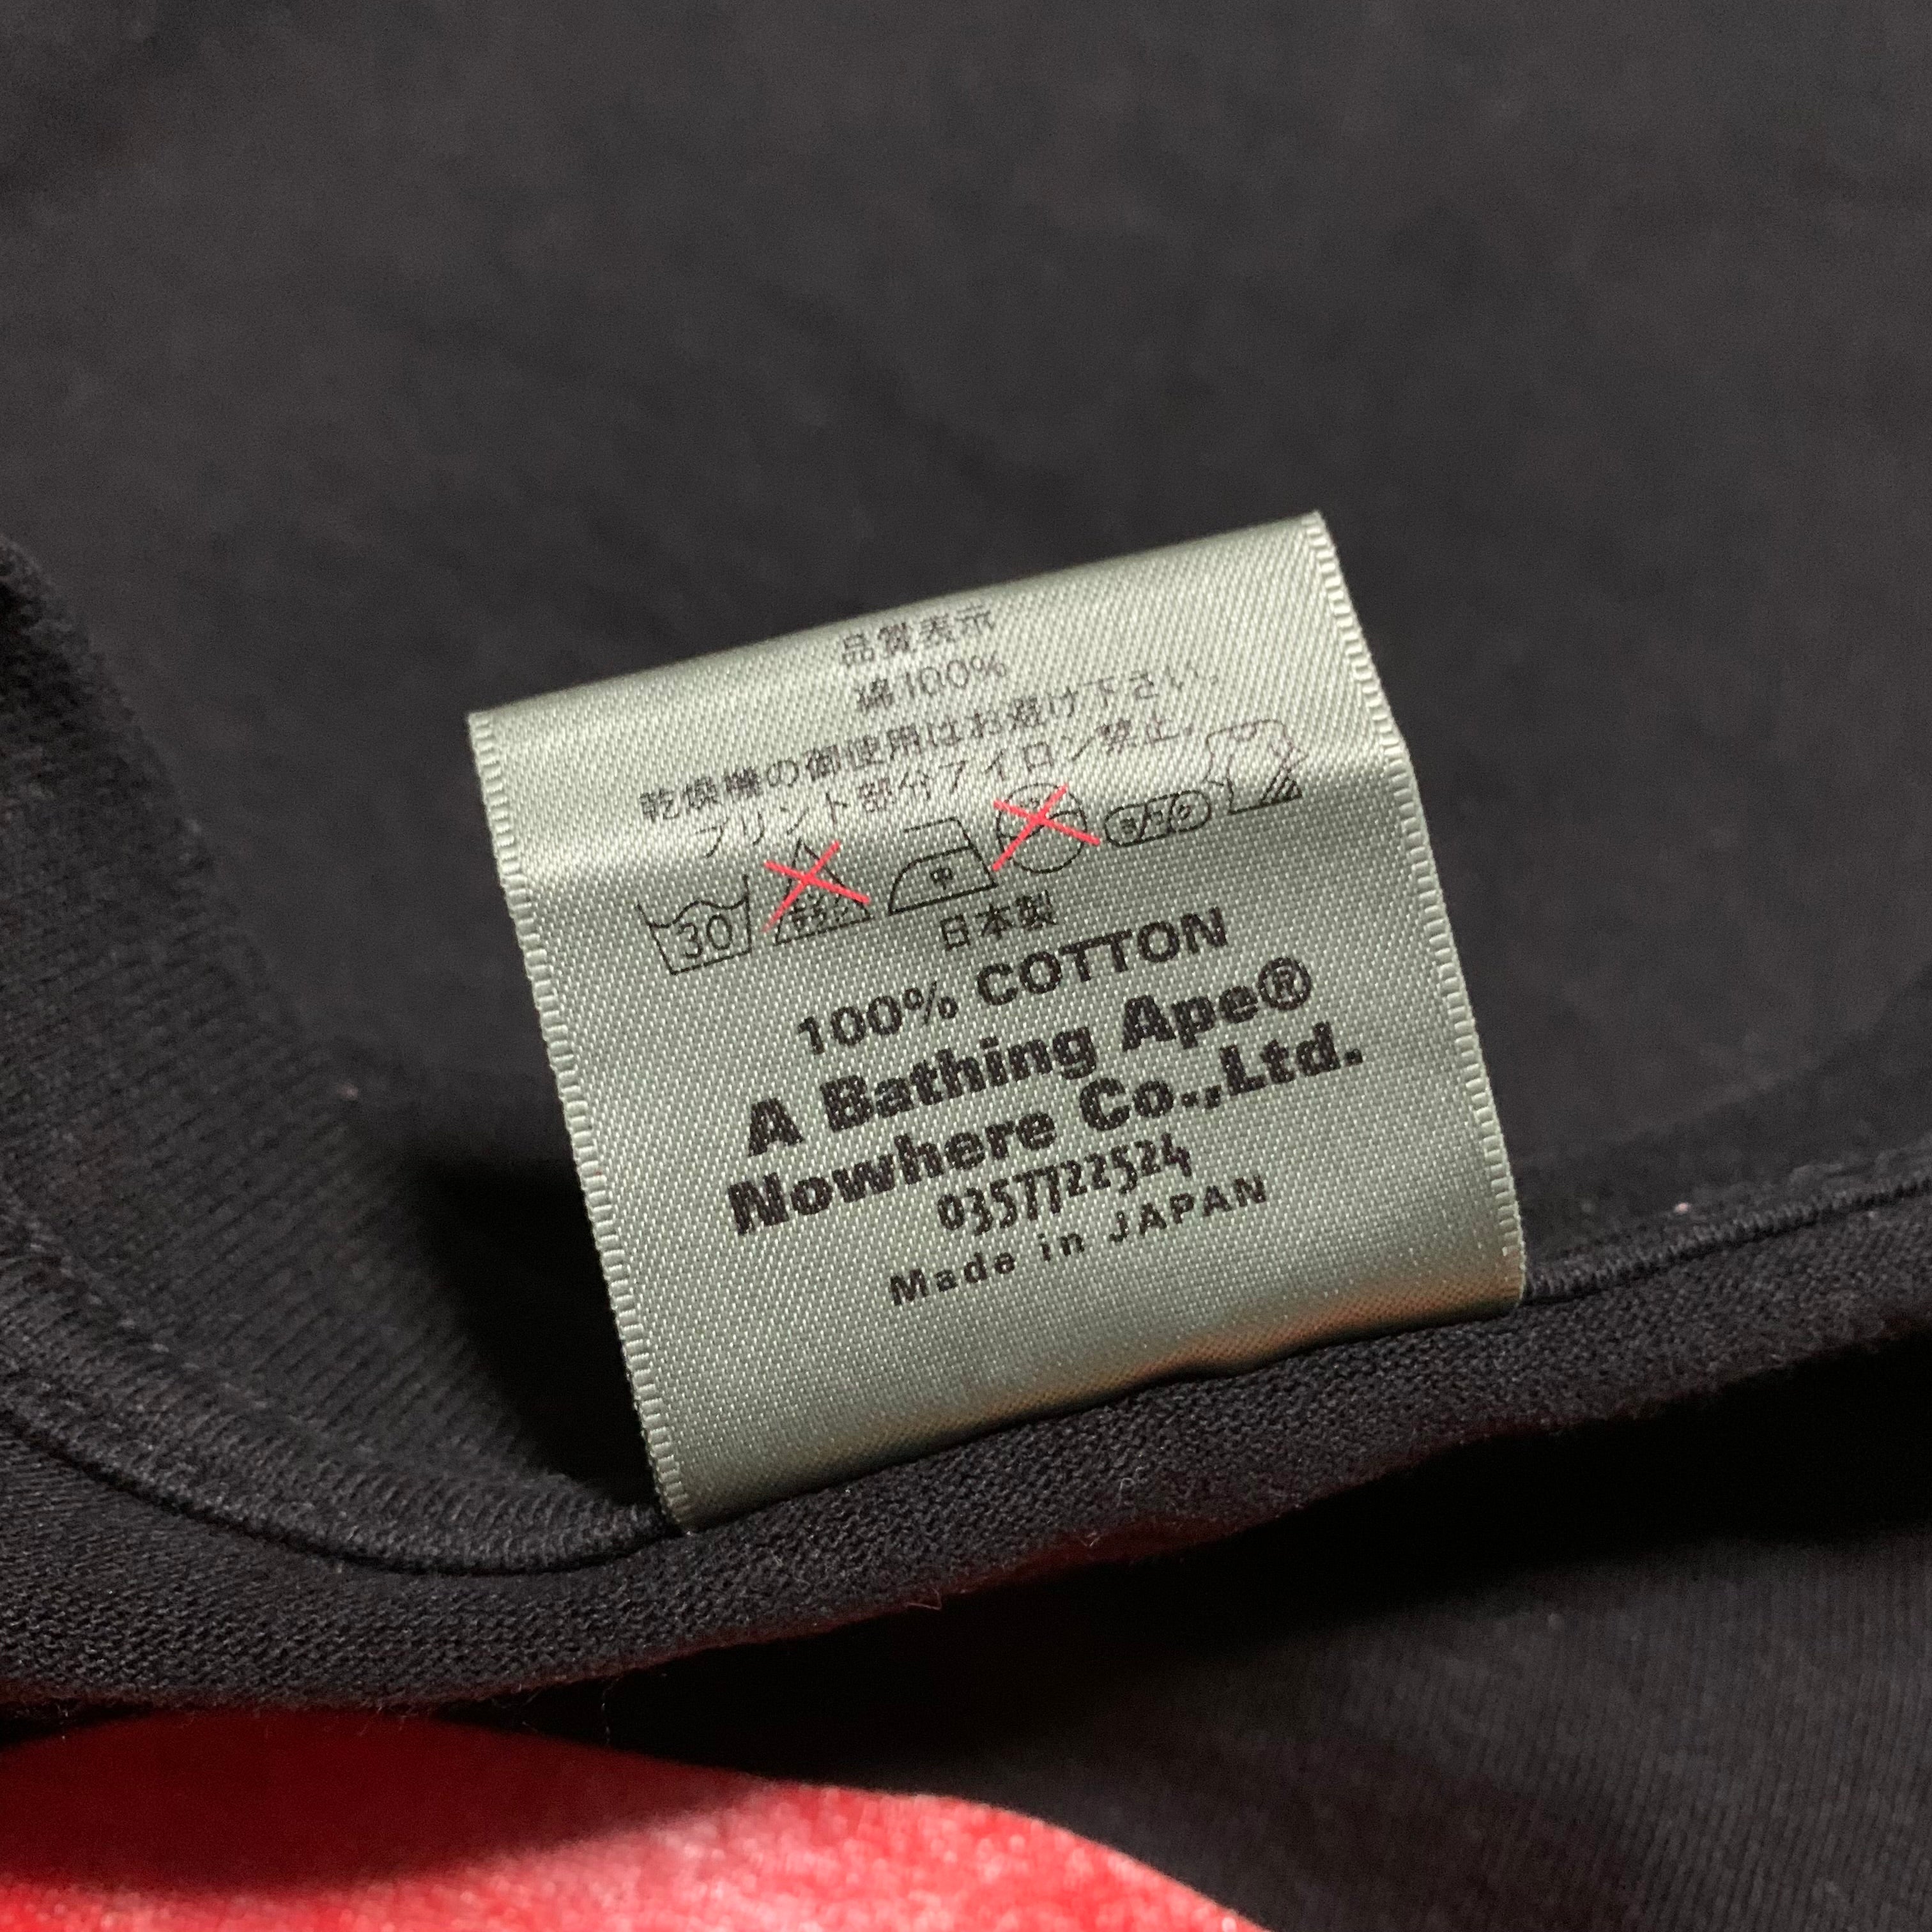 品質表示
綿100%
乾燥機の御使用はお避け下さい。
プリント部分アイロン禁止。
30 中
日本製
100% COTTON
A Bathing Ape®
Nowhere Co.,Ltd.
0357722524
Made in JAPAN